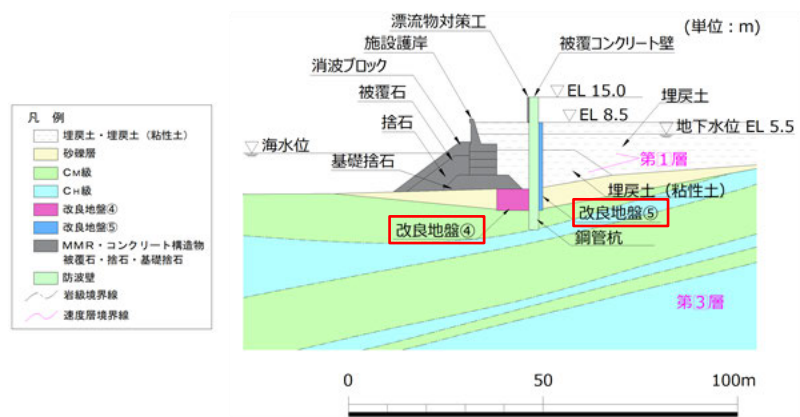 漂流物対策工
(単位：m)
施設護岸
被覆コンクリート壁
消波ブロック
EL 15.0
埋戻土
被覆石
EL 8.5
地下水位 EL 5.5
捨石
海水位
第1層
基礎捨石
埋戻土（粘性土）
改良地盤④
改良地盤⑤
鋼管杭
第3層
凡 例
埋戻土・埋戻土（粘性土）
砂礫層
CM級
CH級
改良地盤④
改良地盤⑤
MMR・コンクリート構造物
被覆石・捨石・基礎捨石
防波壁
岩級境界線
速度層境界線
0
50
100m